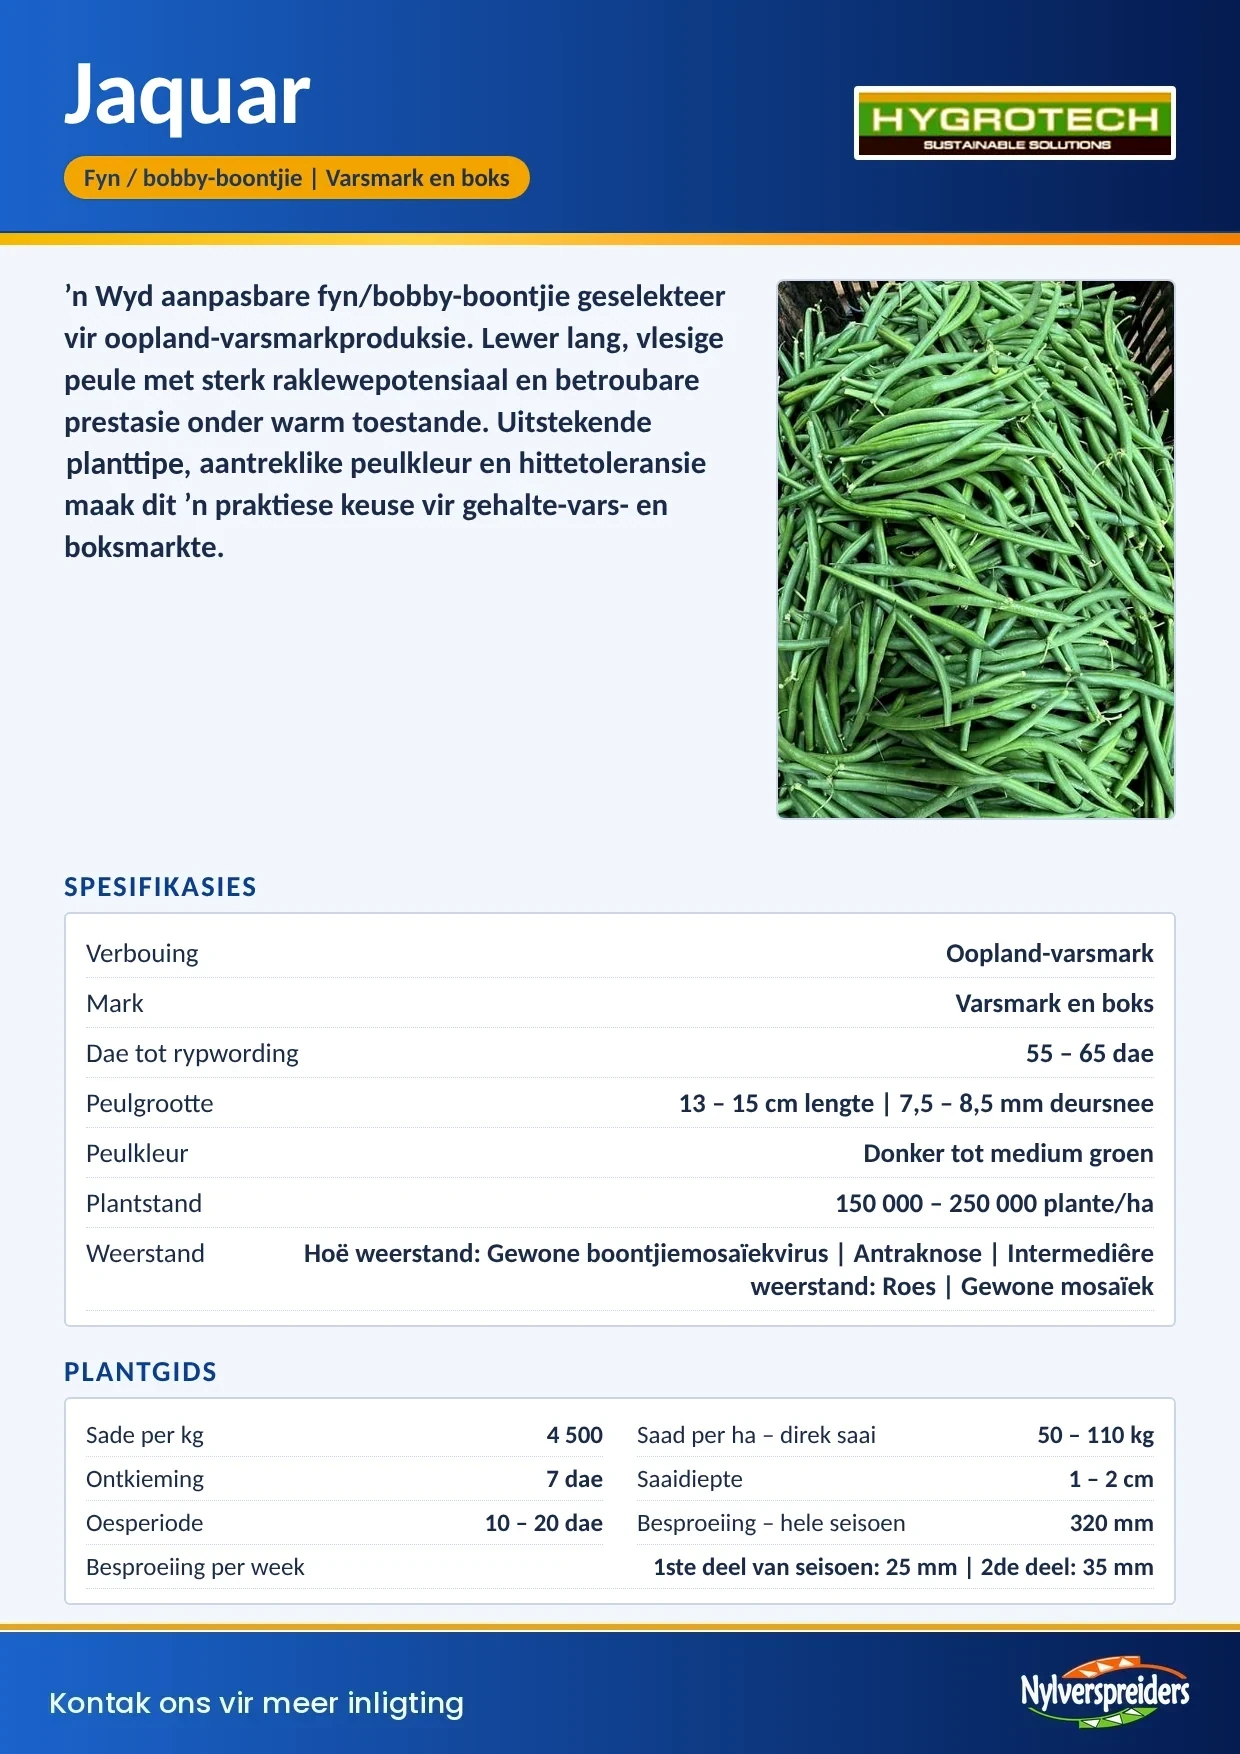 Jaquar
HYGROTECH
SUSTAINABLE SOLUTIONS
Fyn / bobby-boontjie | Varsmark en boks
’n Wyd aanpasbare fyn/bobby-boontjie geselekteer
vir oopland-varsmarkproduksie. Lewer lang, vlesige
peule met sterk raklewepotensiaal en betroubare
prestasie onder warm toestande. Uitstekende
planttipe, aantreklike peulkleur en hittetoleransie
maak dit ’n praktiese keuse vir gehalte-vars- en
boksmarkte.
SPESIFIKASIES
Verbouing Oopland-varsmark
Mark Varsmark en boks
Dae tot rypwording 55 – 65 dae
Peulgrootte 13 – 15 cm lengte | 7,5 – 8,5 mm deursnee
Peulkleur Donker tot medium groen
Plantstand 150 000 – 250 000 plante/ha
Weerstand Hoë weerstand: Gewone boontjiemosaïekvirus | Antraknose | Intermediêre
weerstand: Roes | Gewone mosaïek
PLANTGIDS
Sade per kg 4 500 Saad per ha – direk saai 50 – 110 kg
Ontkieming 7 dae Saaidiepte 1 – 2 cm
Oesperiode 10 – 20 dae Besproeiing – hele seisoen 320 mm
Besproeiing per week 1ste deel van seisoen: 25 mm | 2de deel: 35 mm
Kontak ons vir meer inligting
Nylverspreiders